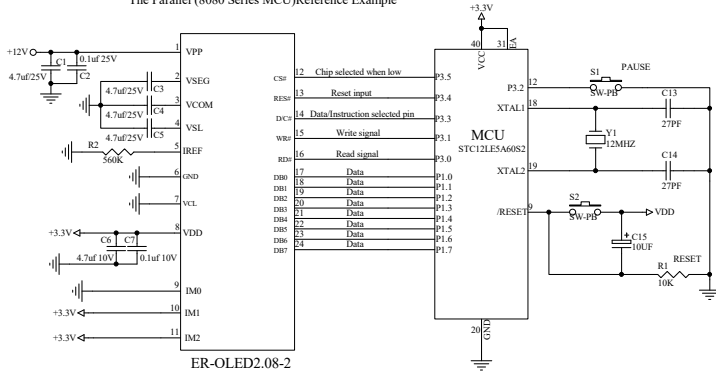 The Parallel (8080 Series MCU)Reference Example
+12V
C1
4.7uf/25V
0.1uf 25V
C2
1 VPP
2 VSEG
4.7uf/25V C3
3 VCOM
4.7uf/25V C4
4 VSL
4.7uf/25V C5
R2
560K
5 IREF
6 GND
7 VCL
+3.3V
8 VDD
C6 C7
4.7uf 10V 0.1uf 10V
9 IM0
+3.3V 10 IM1
+3.3V 11 IM2
ER-OLED2.08-2
CS# 12 Chip selected when low P3.5
RES# 13 Reset input P3.4
D/C# 14 Data/Instruction selected pin P3.3
WR# 15 Write signal P3.1
RD# 16 Read signal P3.0
DB0 17 Data P1.0
DB1 18 Data P1.1
DB2 19 Data P1.2
DB3 20 Data P1.3
DB4 21 Data P1.4
DB5 22 Data P1.5
DB6 23 Data P1.6
DB7 24 Data P1.7
+3.3V
40 31
VCC EA
MCU
STC12LE5A60S2
P3.2 12
XTAL1 18
XTAL2 19
/RESET 9
20 GND
S1 PAUSE
SW-PB
C13
27PF
Y1
12MHZ
C14
27PF
S2
SW-PB
VDD
+ C15
10UF
RESET
R1
10K